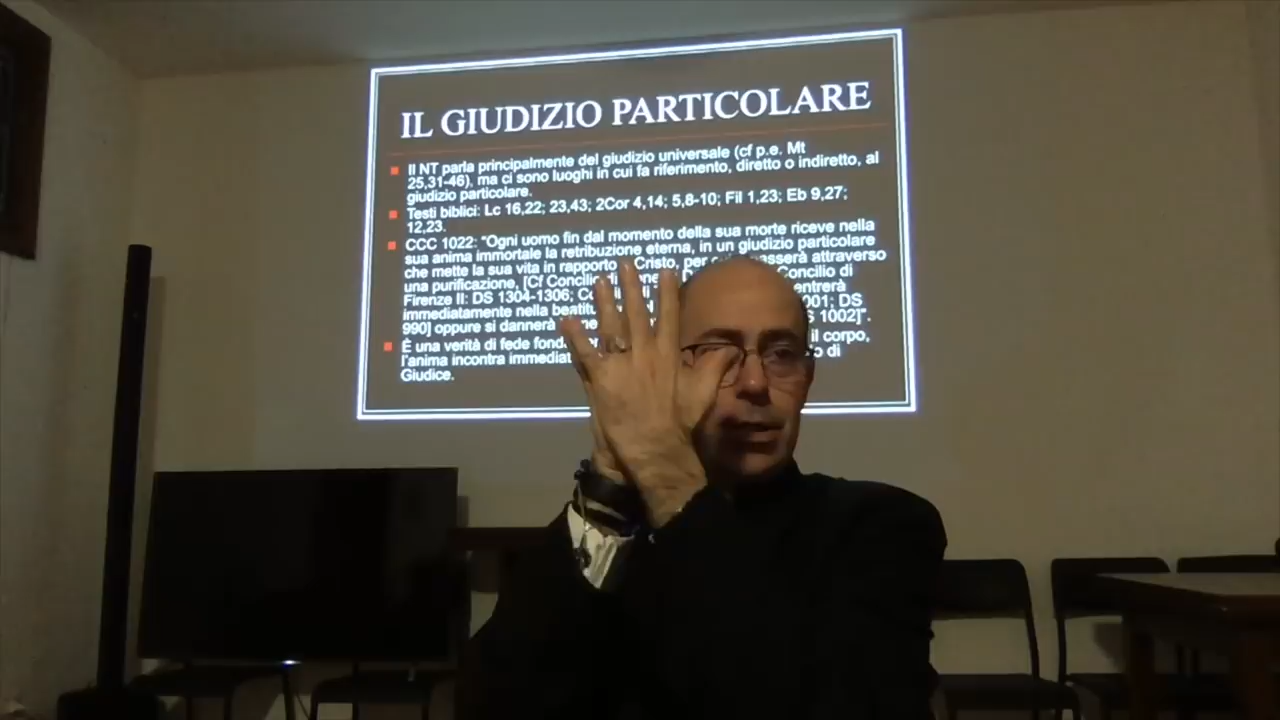 IL GIUDIZIO PARTICOLARE
Il NT parla principalmente del giudizio universale (cf p.e. Mt
25,31-46), ma ci sono luoghi in cui fa riferimento, diretto o indiretto, al
giudizio particolare.
Testi biblici: Lc 16,22; 23,43; 2Cor 4,14; 5,8-10; Fil 1,23; Eb 9,27;
12,23.
CCC 1022: "Ogni uomo fin dal momento della sua morte riceve nella
sua anima immortale la retribuzione eterna, in un giudizio particolare
che mette la sua vita in rapporto a Cristo, per passerà attraverso
una purificazione, [Cf Concilio di Concilio di
Firenze II: DS 1304-1306; entrerà
immediatamente nella 001; DS
990] oppure si dannerà S 1002]".
È una verità di fede il corpo,
l'anima incontra di
Giudice.